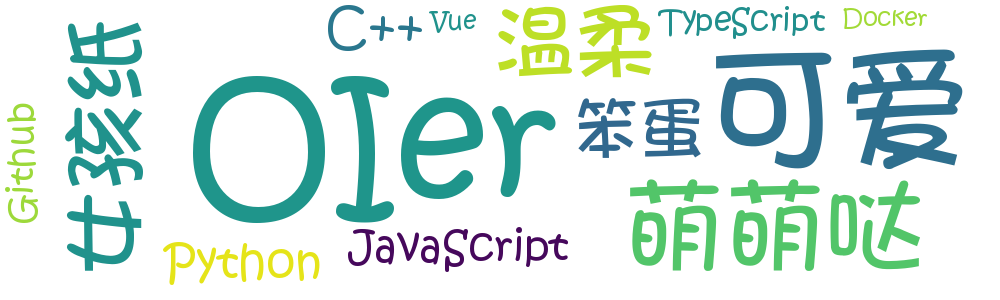 Github
女孩纸
OIer
C++
Vue
温柔
TypeScript
Docker
笨蛋
可爱
Python
JavaScript
萌萌哒